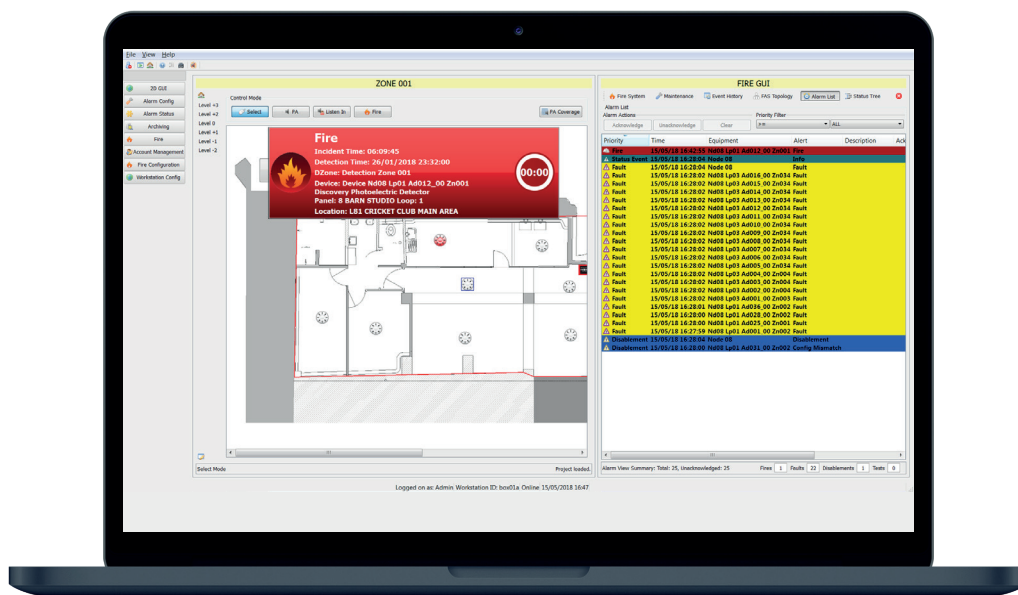 File View Help
20 GUI
Alarm Config
Alarm Status
Archiving
Fire
Account Management
Fire Configuration
Workstation Config
ZONE 001
Level +3
Level +2
Level 0
Level +1
Level -1
Level -2
Control Mode
Select PA Listen In Fire PA Coverage
Fire
Incident Time: 06:09:45
Detection Time: 26/01/2018 23:32:00
DZone: Detection Zone 001
Device: Device Nd08 Lp01 Ad012_00 Zn001
Discovery Photoelectric Detector
Panel: 8 BARN STUDIO Loop: 1
Location: L81 CRICKET CLUB MAIN AREA
00:00
Select Mode Project loaded.
FIRE GUI
Fire System Maintenance Event History FAS Topology Alarm List Status Tree
Alarm List
Alarm Actions Priority Filter
Acknowledge Unacknowledge Clear >= ALL
Priority Time Equipment Alert Description Ack
Fire 15/05/18 16:42:55 Nd08 Lp01 Ad012_00 Zn001 Fire
Status Event 15/05/18 16:28:04 Node 08 Info
Fault 15/05/18 16:28:04 Node 08 Fault
Fault 15/05/18 16:28:02 Nd08 Lp03 Ad016_00 Zn034 Fault
Fault 15/05/18 16:28:02 Nd08 Lp03 Ad015_00 Zn034 Fault
Fault 15/05/18 16:28:02 Nd08 Lp03 Ad014_00 Zn034 Fault
Fault 15/05/18 16:28:02 Nd08 Lp03 Ad013_00 Zn034 Fault
Fault 15/05/18 16:28:02 Nd08 Lp03 Ad012_00 Zn034 Fault
Fault 15/05/18 16:28:02 Nd08 Lp03 Ad011_00 Zn034 Fault
Fault 15/05/18 16:28:02 Nd08 Lp03 Ad010_00 Zn034 Fault
Fault 15/05/18 16:28:02 Nd08 Lp03 Ad009_00 Zn034 Fault
Fault 15/05/18 16:28:02 Nd08 Lp03 Ad008_00 Zn034 Fault
Fault 15/05/18 16:28:02 Nd08 Lp03 Ad007_00 Zn034 Fault
Fault 15/05/18 16:28:02 Nd08 Lp03 Ad006_00 Zn034 Fault
Fault 15/05/18 16:28:02 Nd08 Lp03 Ad005_00 Zn034 Fault
Fault 15/05/18 16:28:02 Nd08 Lp03 Ad004_00 Zn004 Fault
Fault 15/05/18 16:28:02 Nd08 Lp03 Ad003_00 Zn004 Fault
Fault 15/05/18 16:28:02 Nd08 Lp03 Ad002_00 Zn004 Fault
Fault 15/05/18 16:28:02 Nd08 Lp03 Ad001_00 Zn003 Fault
Fault 15/05/18 16:28:01 Nd08 Lp01 Ad036_00 Zn002 Fault
Fault 15/05/18 16:28:00 Nd08 Lp01 Ad028_00 Zn002 Fault
Fault 15/05/18 16:28:00 Nd08 Lp01 Ad025_00 Zn001 Fault
Fault 15/05/18 16:27:59 Nd08 Lp01 Ad001_00 Zn002 Fault
Disablement 15/05/18 16:28:04 Node 08 Disablement
Disablement 15/05/18 16:28:00 Nd08 Lp01 Ad031_00 Zn002 Config Mismatch
Alarm View Summary: Total: 25, Unacknowledged: 25 Fires 1 Faults 22 Disablements 1 Tests 0
Logged on as: Admin Workstation ID: box01a Online 15/05/2018 16:47